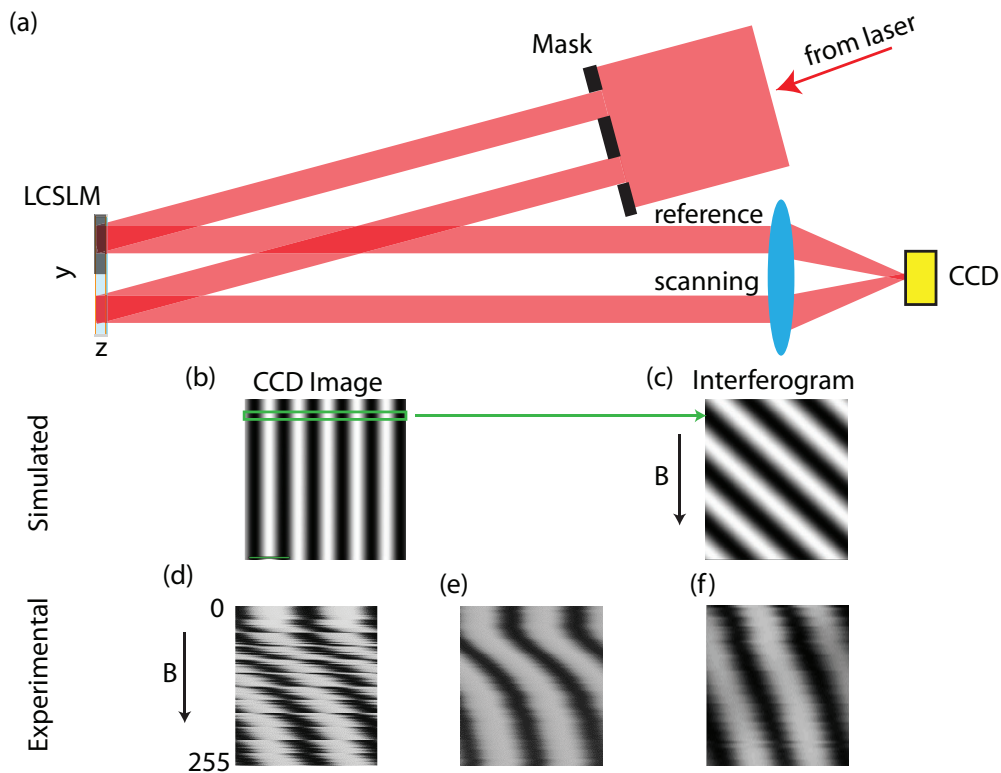 (a)
Mask
from laser
LCSLM
reference
y
scanning
CCD
z
(b)
CCD Image
(c)
Interferogram
Simulated
B
(d)
(e)
(f)
Experimental
0
B
255